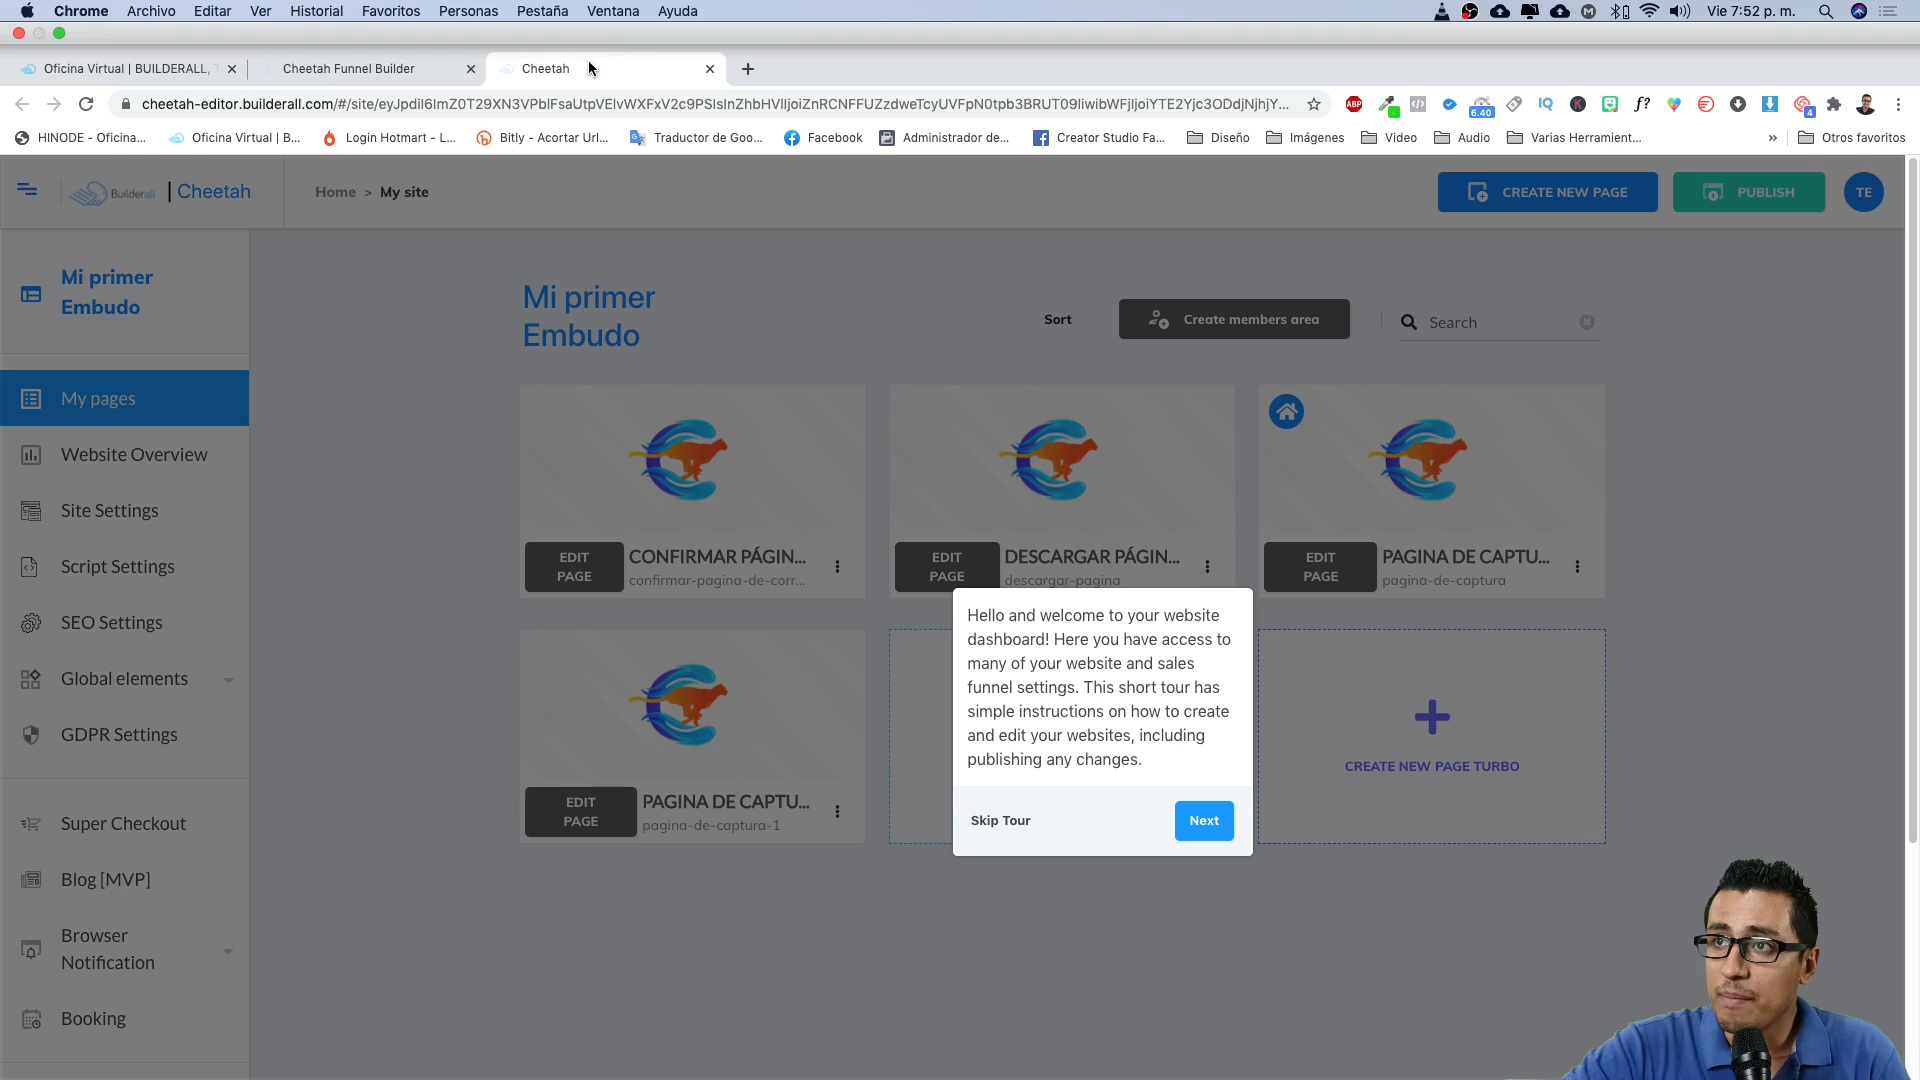 Chrome Archivo Editar Ver Historial Favoritos Personas Pestaña Ventana Ayuda
Vie 7:52 p. m.
Oficina Virtual | BUILDERALL,
Cheetah Funnel Builder
Cheetah
cheetah-editor.builderall.com/#/site/
HINODE - Oficina...
Oficina Virtual | B...
Login Hotmart - L...
Bitly - Acortar Url...
Traductor de Goo...
Facebook
Administrador de...
Creator Studio Fa...
Diseño
Imágenes
Video
Audio
Varias Herramient...
»
Otros favoritos
ABP
6.40
IQ
K
f?
4
Builderall | Cheetah
Home > My site
CREATE NEW PAGE
PUBLISH
TE
Mi primer
Embudo
My pages
Website Overview
Site Settings
Script Settings
SEO Settings
Global elements
GDPR Settings
Super Checkout
Blog [MVP]
Browser
Notification
Booking
Mi primer
Embudo
Sort
Create members area
Search
EDIT
PAGE
CONFIRMAR PÁGIN...
confirmar-pagina-de-corr...
EDIT
PAGE
DESCARGAR PÁGIN...
descargar-pagina
EDIT
PAGE
PAGINA DE CAPTU...
pagina-de-captura
EDIT
PAGE
PAGINA DE CAPTU...
pagina-de-captura-1
CREATE NEW PAGE TURBO
Hello and welcome to your website
dashboard! Here you have access to
many of your website and sales
funnel settings. This short tour has
simple instructions on how to create
and edit your websites, including
publishing any changes.
Skip Tour
Next